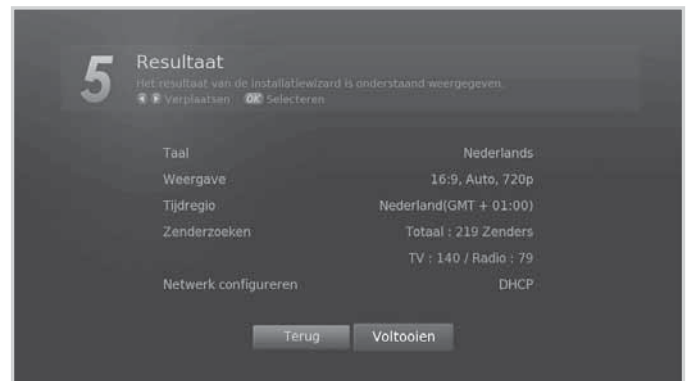 5
Resultaat
Het resultaat van de installatiewizard is onderstaand weergegeven.
Verplaatsen OK Selecteren
Taal Nederlands
Weergave 16:9, Auto, 720p
Tijdregio Nederland(GMT + 01:00)
Zenderzoeken Totaal : 219 Zenders
TV : 140 / Radio : 79
Netwerk configureren DHCP
Terug Voltooien